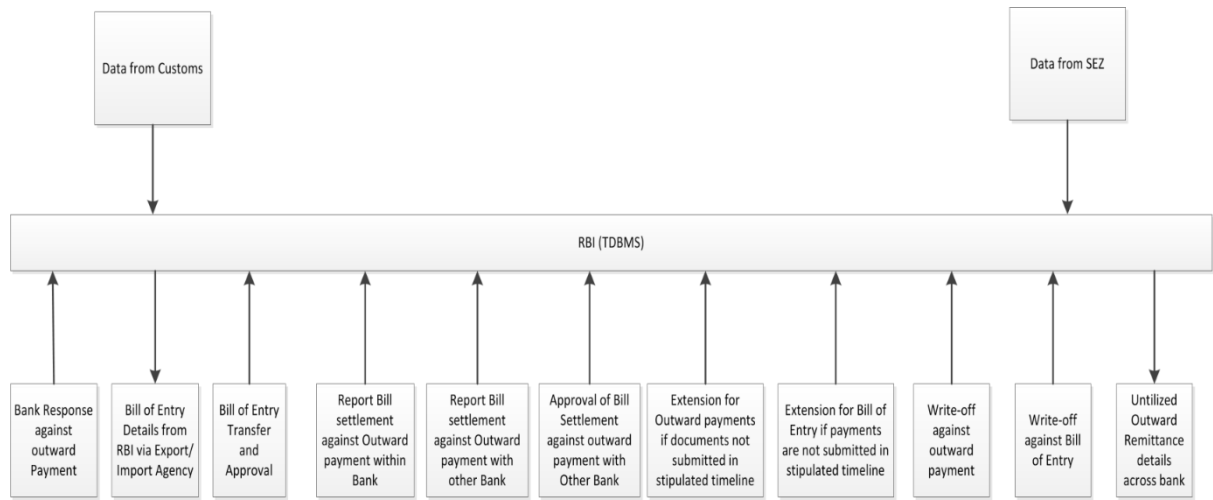 Data from Customs
Data from SEZ
RBI (TDBMS)
Bank Response
against
outward
Payment
Bill of Entry
Details from
RBI via Export/
Import Agency
Bill of Entry
Transfer
and
Approval
Report Bill
settlement
against Outward
payment within
Bank
Report Bill
settlement
against Outward
payment with
other Bank
Approval of Bill
Settlement
against outward
payment with
Other Bank
Extension for
Outward payments
if documents not
submitted in
stipulated timeline
Extension for Bill of
Entry if payments
are not submitted in
stipulated timeline
Write-off
against
outward
payment
Write-off
against Bill
of Entry
Untilized
Outward
Remittance
details
across bank